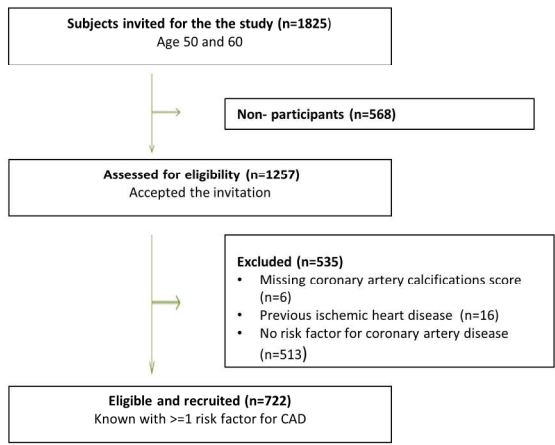 Subjects invited for the the study (n=1825)
Age 50 and 60
Non- participants (n=568)
Assessed for eligibility (n=1257)
Accepted the invitation
Excluded (n=535)
• Missing coronary artery calcifications score
(n=6)
• Previous ischemic heart disease (n=16)
• No risk factor for coronary artery disease
(n=513)
Eligible and recruited (n=722)
Known with >=1 risk factor for CAD